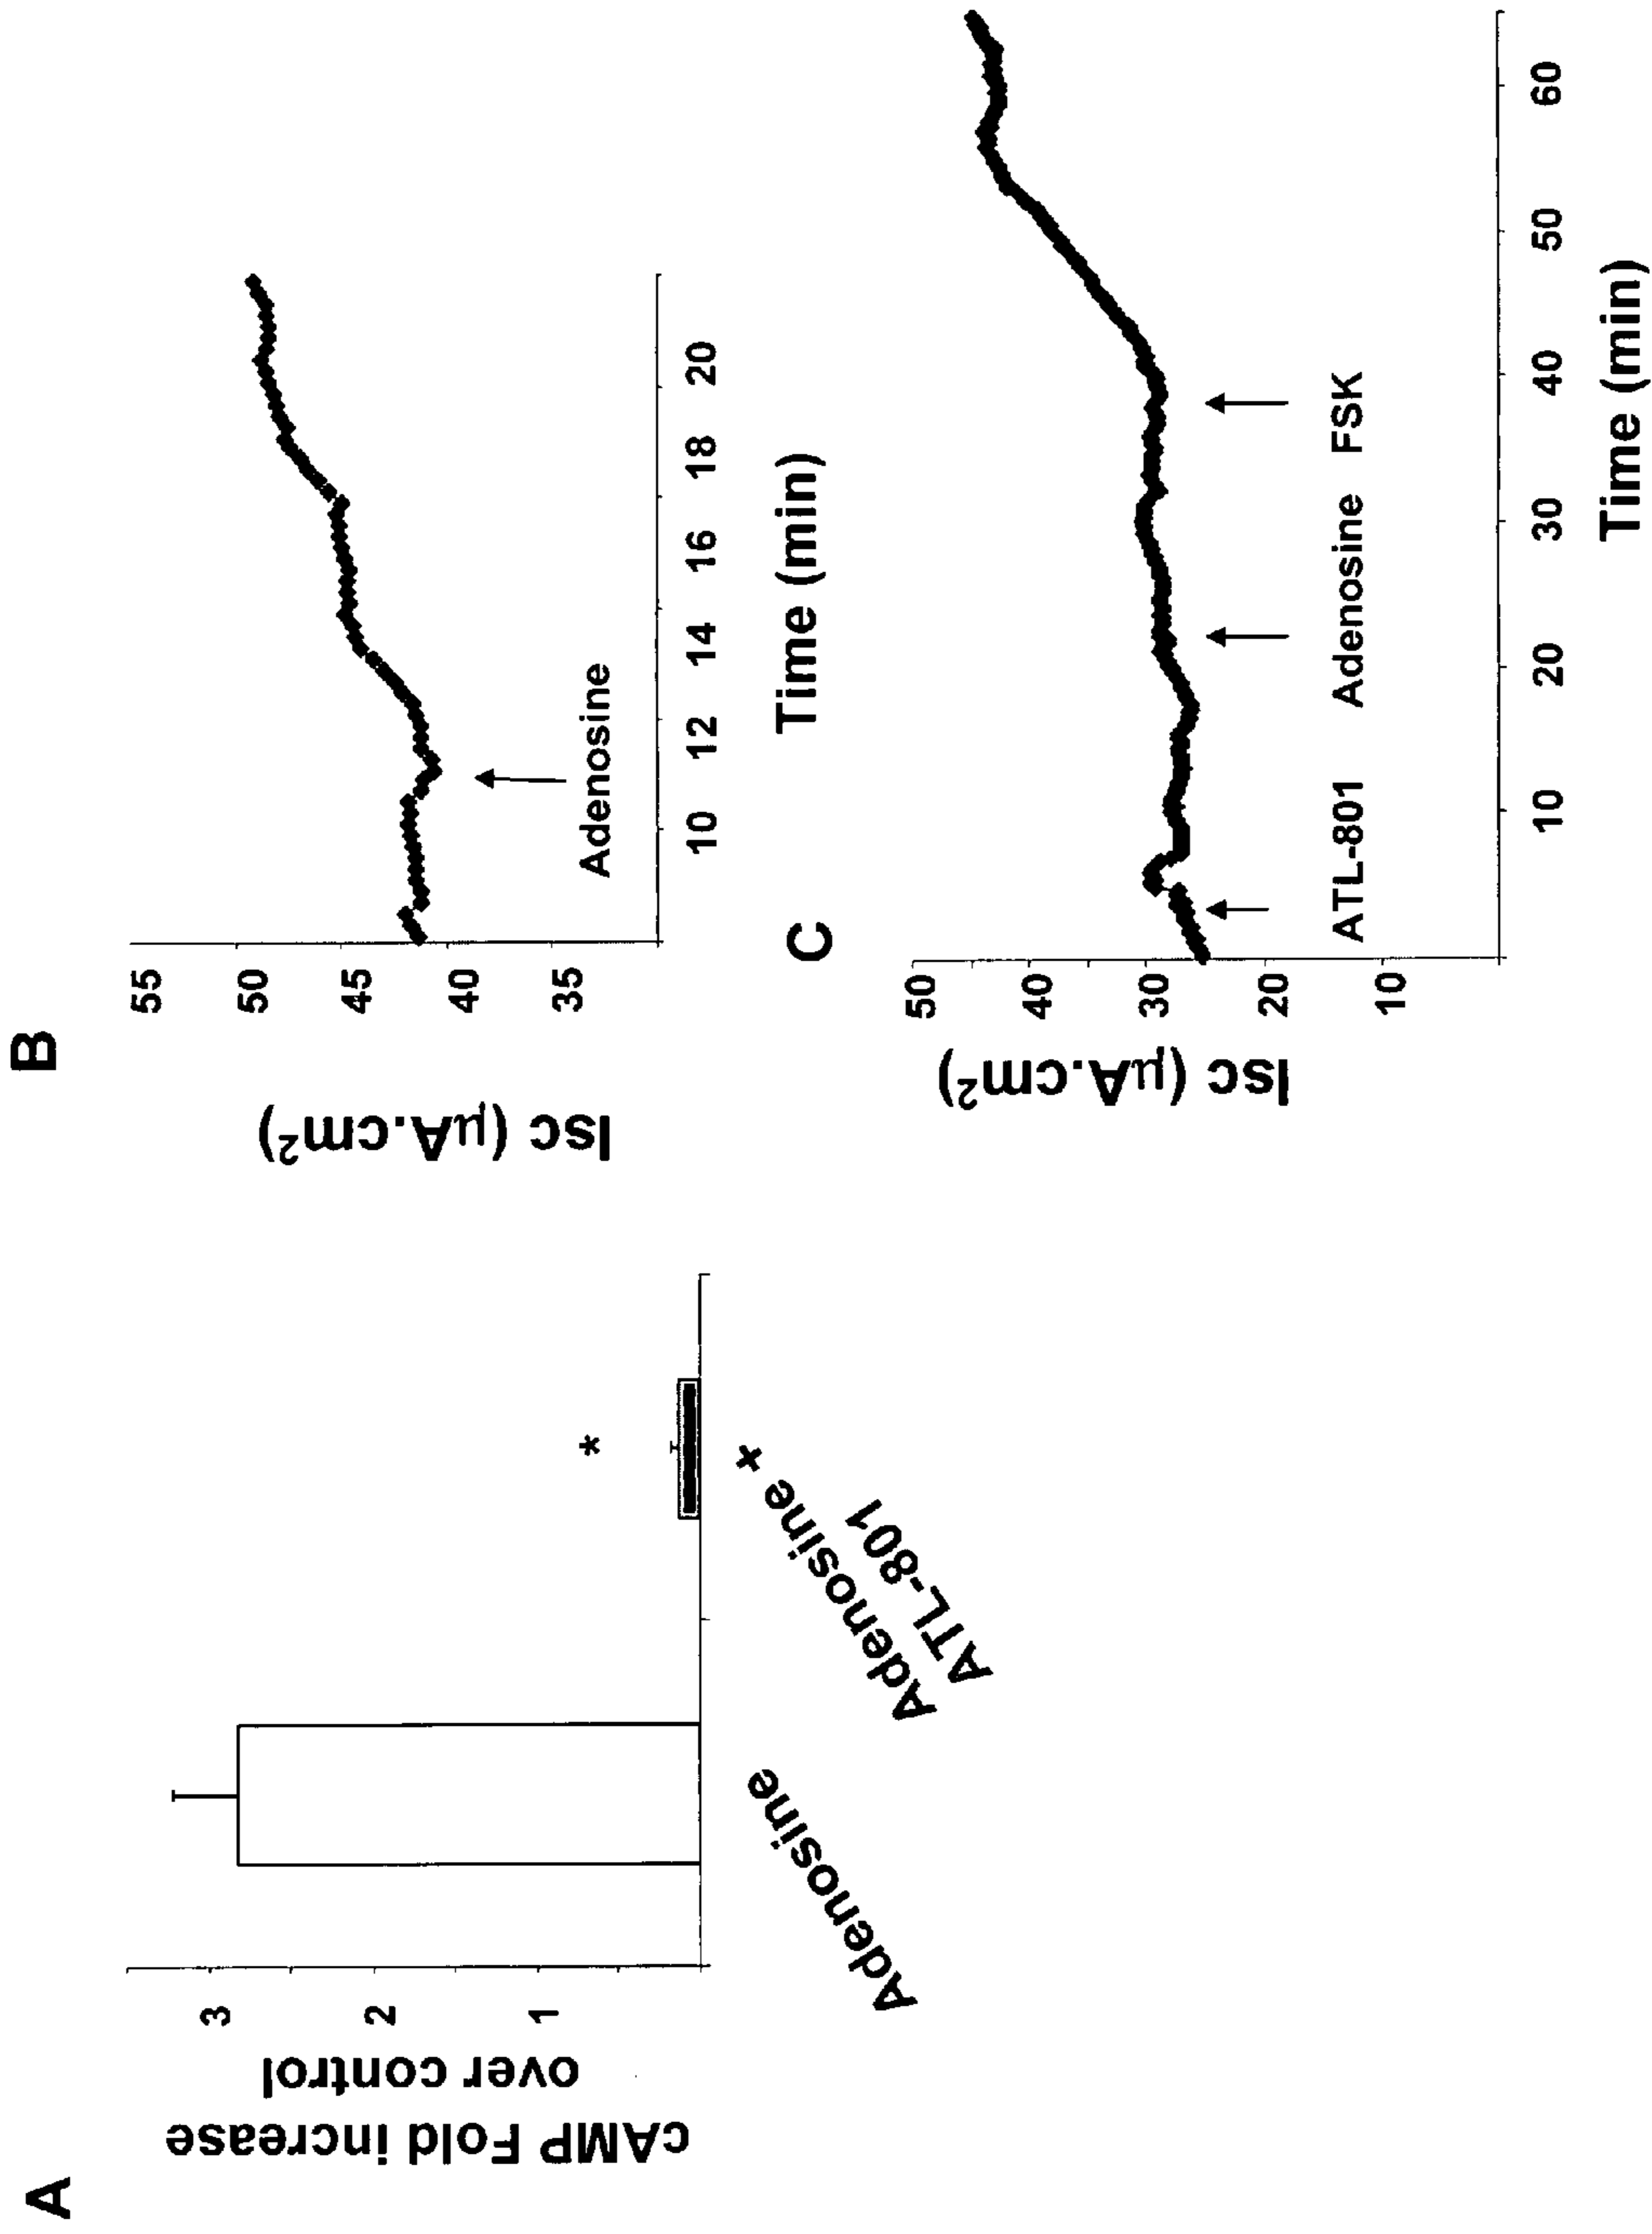 A
cAMP Fold increase
over control
3
2
1
Adenosine
Adenosine +
ATL-801
*
B
Isc (μA.cm²)
55
50
45
40
35
Adenosine
10 12 14 16 18 20
Time (min)
C
Isc (μA.cm²)
50
40
30
20
10
ATL-801 Adenosine FSK
10 20 30 40 50 60
Time (min)